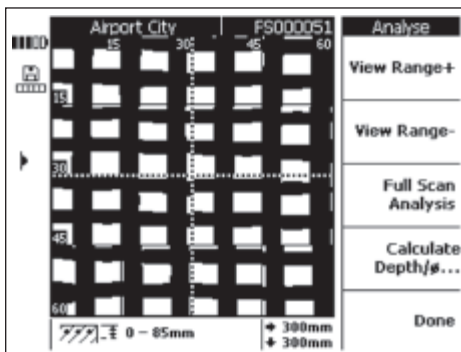 Airport City FS000051 Analyse
15 30 45 60
View Range+
15
View Range-
30
Full Scan
Analysis
45
Calculate
Depth/ø...
60
0 - 85mm
300mm
300mm
Done